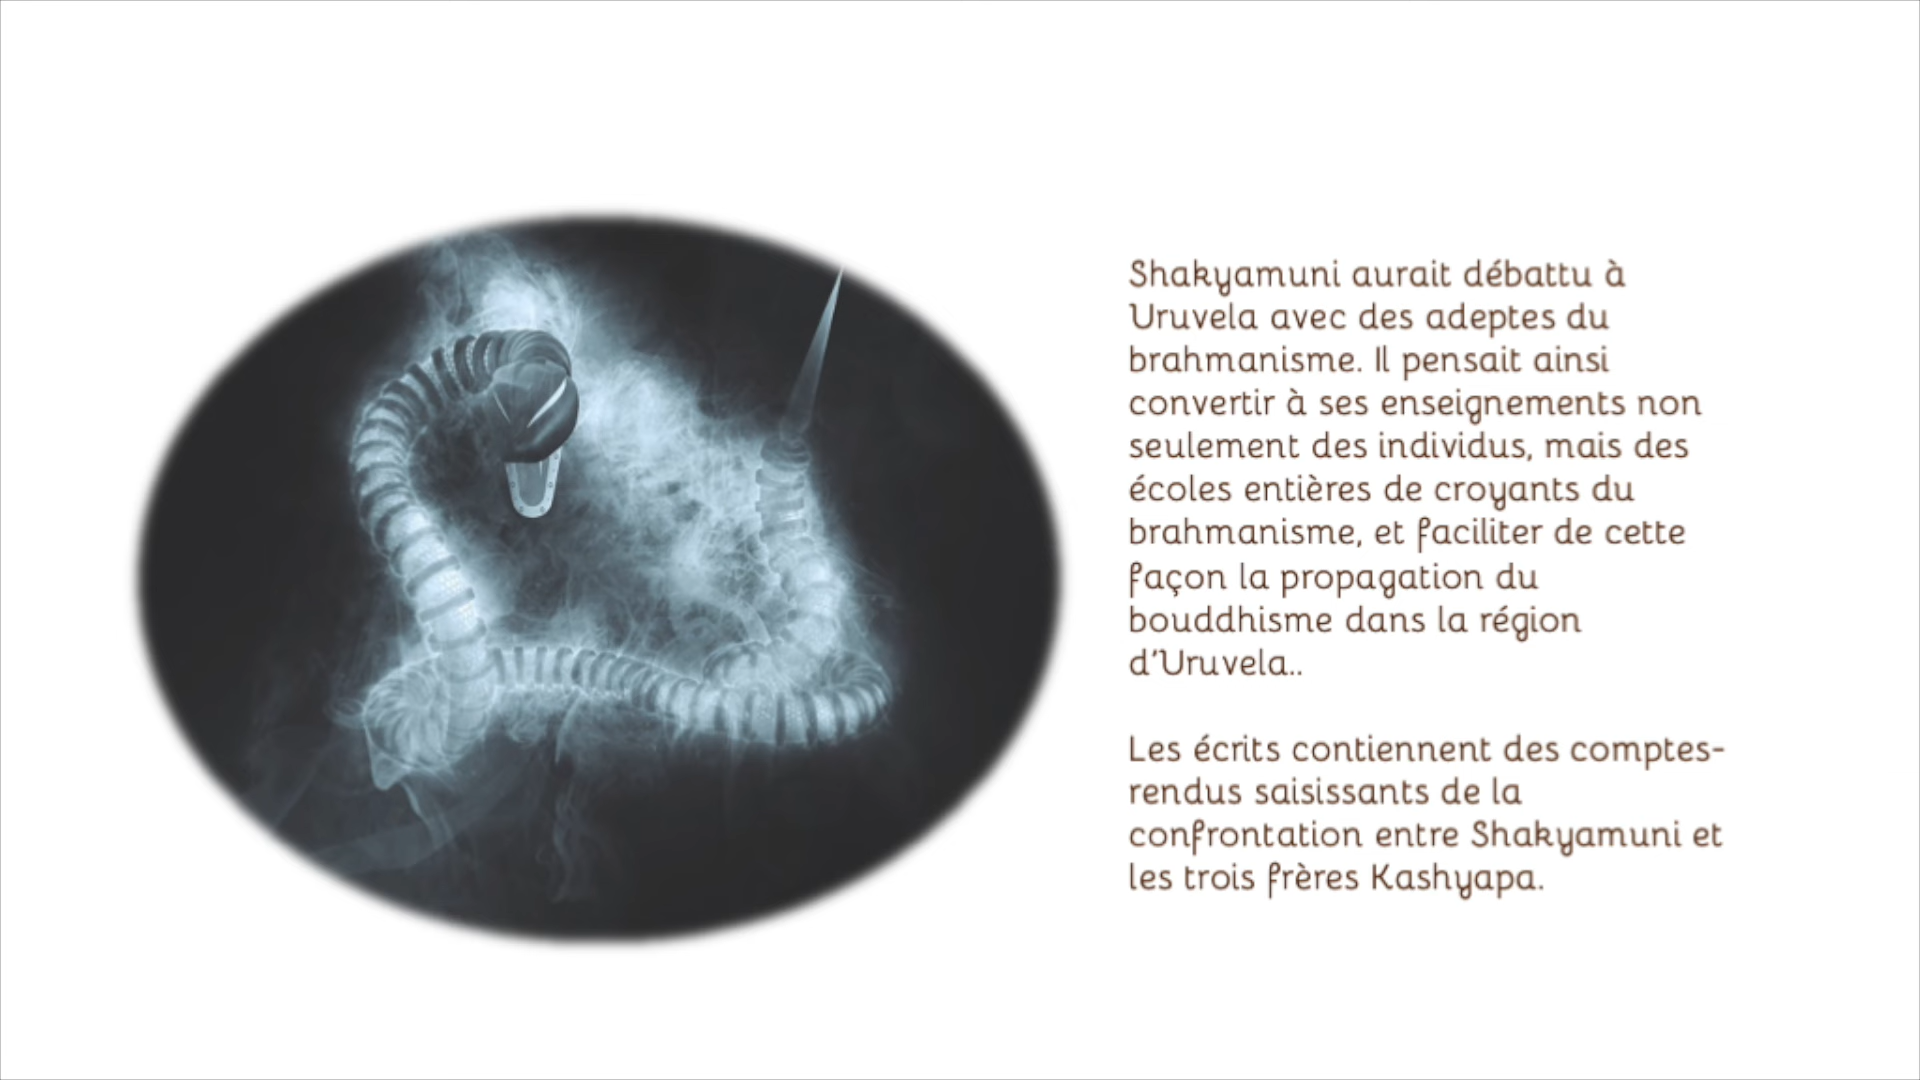 Shakyamuni aurait débattu à
Uruvela avec des adeptes du
brahmanisme. Il pensait ainsi
convertir à ses enseignements non
seulement des individus, mais des
écoles entières de croyants du
brahmanisme, et faciliter de cette
façon la propagation du
bouddhisme dans la région
d'Uruvela..
Les écrits contiennent des comptes-
rendus saisissants de la
confrontation entre Shakyamuni et
les trois frères Kashyapa.